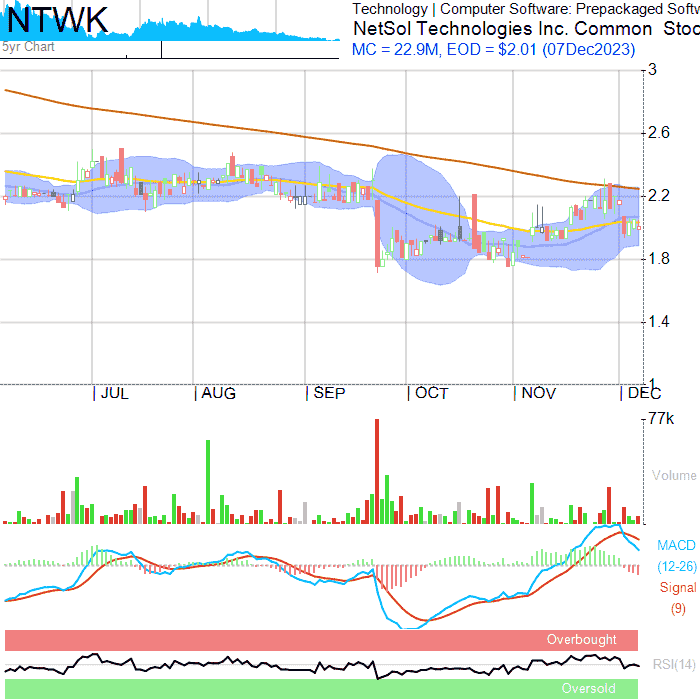 NTWK
5yr Chart
Technology | Computer Software: Prepackaged Softw
NetSol Technologies Inc. Common Stoc
MC = 22.9M, EOD = $2.01 (07Dec2023)
3
2.6
2.2
1.8
1.4
1
JUL AUG SEP OCT NOV DEC
77k
Volume
MACD
(12-26)
Signal
(9)
Overbought
RSI(14)
Oversold